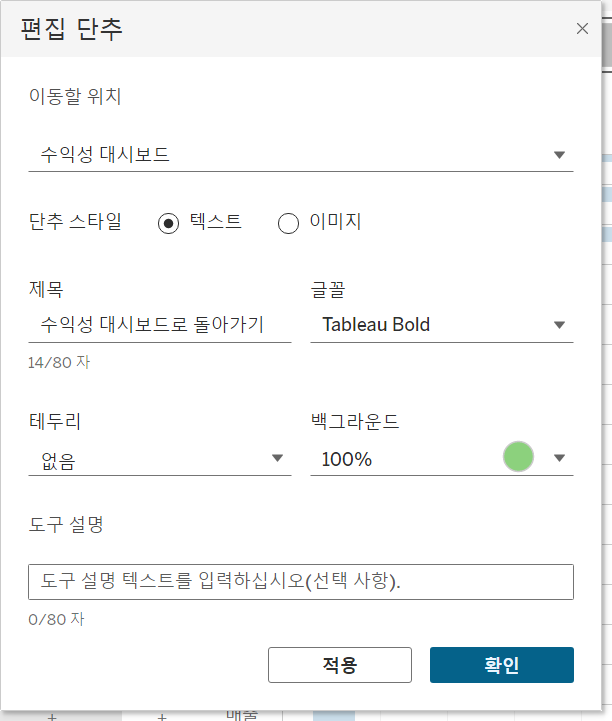 편집 단추
이동할 위치
수익성 대시보드
단추 스타일 텍스트 이미지
제목 글꼴
수익성 대시보드로 돌아가기 Tableau Bold
14/80 자
테두리 백그라운드
없음 100%
도구 설명
도구 설명 텍스트를 입력하십시오(선택 사항).
0/80 자
적용 확인
매출